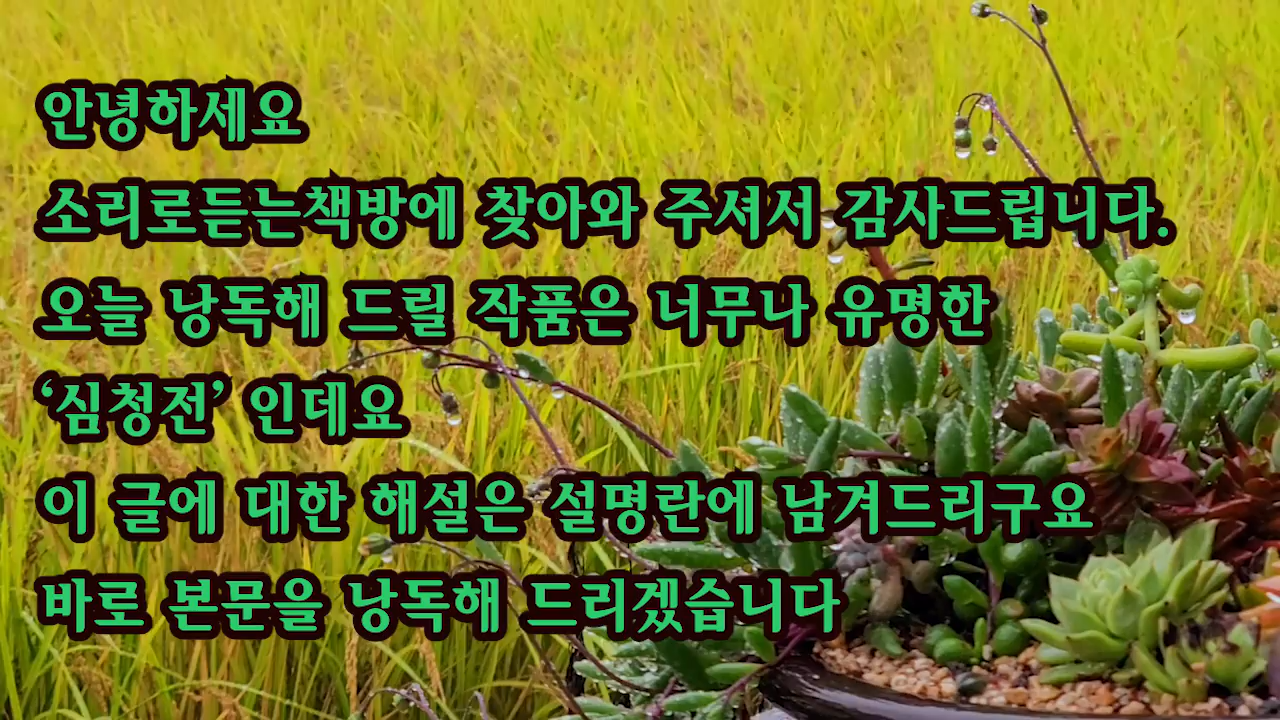 안녕하세요
소리로듣는책방에 찾아와 주셔서 감사드립니다.
오늘 낭독해 드릴 작품은 너무나 유명한
‘심청전’ 인데요
이 글에 대한 해설은 설명란에 남겨드리구요
바로 본문을 낭독해 드리겠습니다